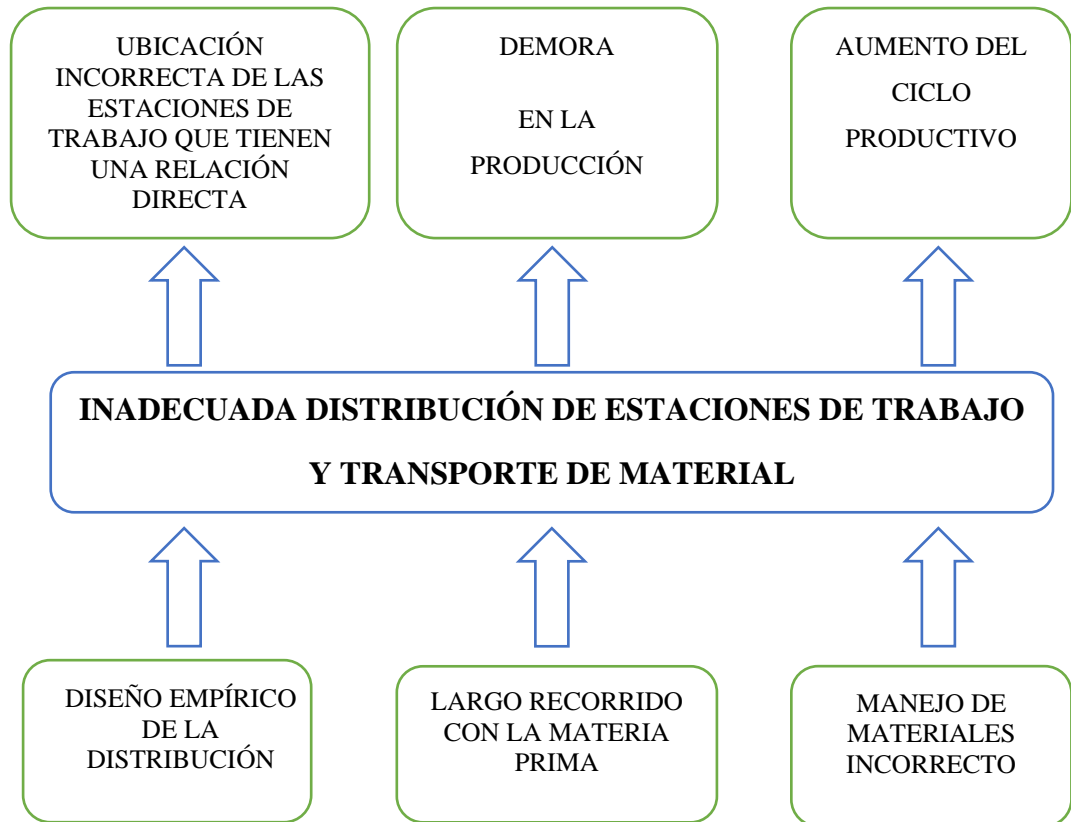 UBICACIÓN
INCORRECTA DE LAS
ESTACIONES DE
TRABAJO QUE TIENEN
UNA RELACIÓN
DIRECTA
DEMORA
EN LA
PRODUCCIÓN
AUMENTO DEL
CICLO
PRODUCTIVO
INADECUADA DISTRIBUCIÓN DE ESTACIONES DE TRABAJO
Y TRANSPORTE DE MATERIAL
DISEÑO EMPÍRICO
DE LA
DISTRIBUCIÓN
LARGO RECORRIDO
CON LA MATERIA
PRIMA
MANEJO DE
MATERIALES
INCORRECTO